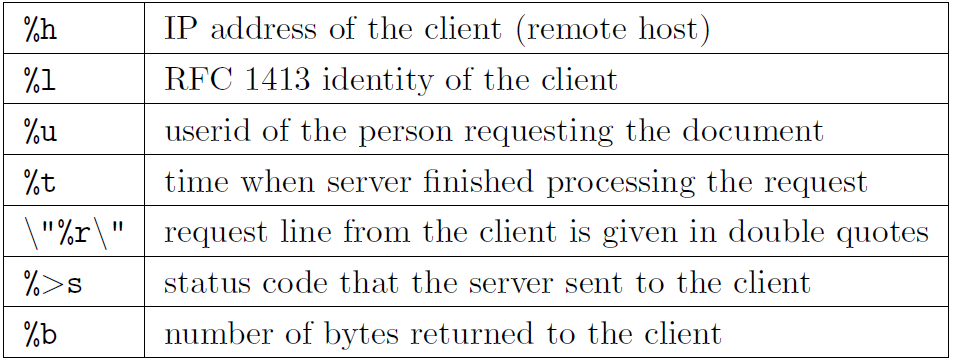 %h IP address of the client (remote host)
%l RFC 1413 identity of the client
%u userid of the person requesting the document
%t time when server finished processing the request
\"%r\" request line from the client is given in double quotes
%>s status code that the server sent to the client
%b number of bytes returned to the client